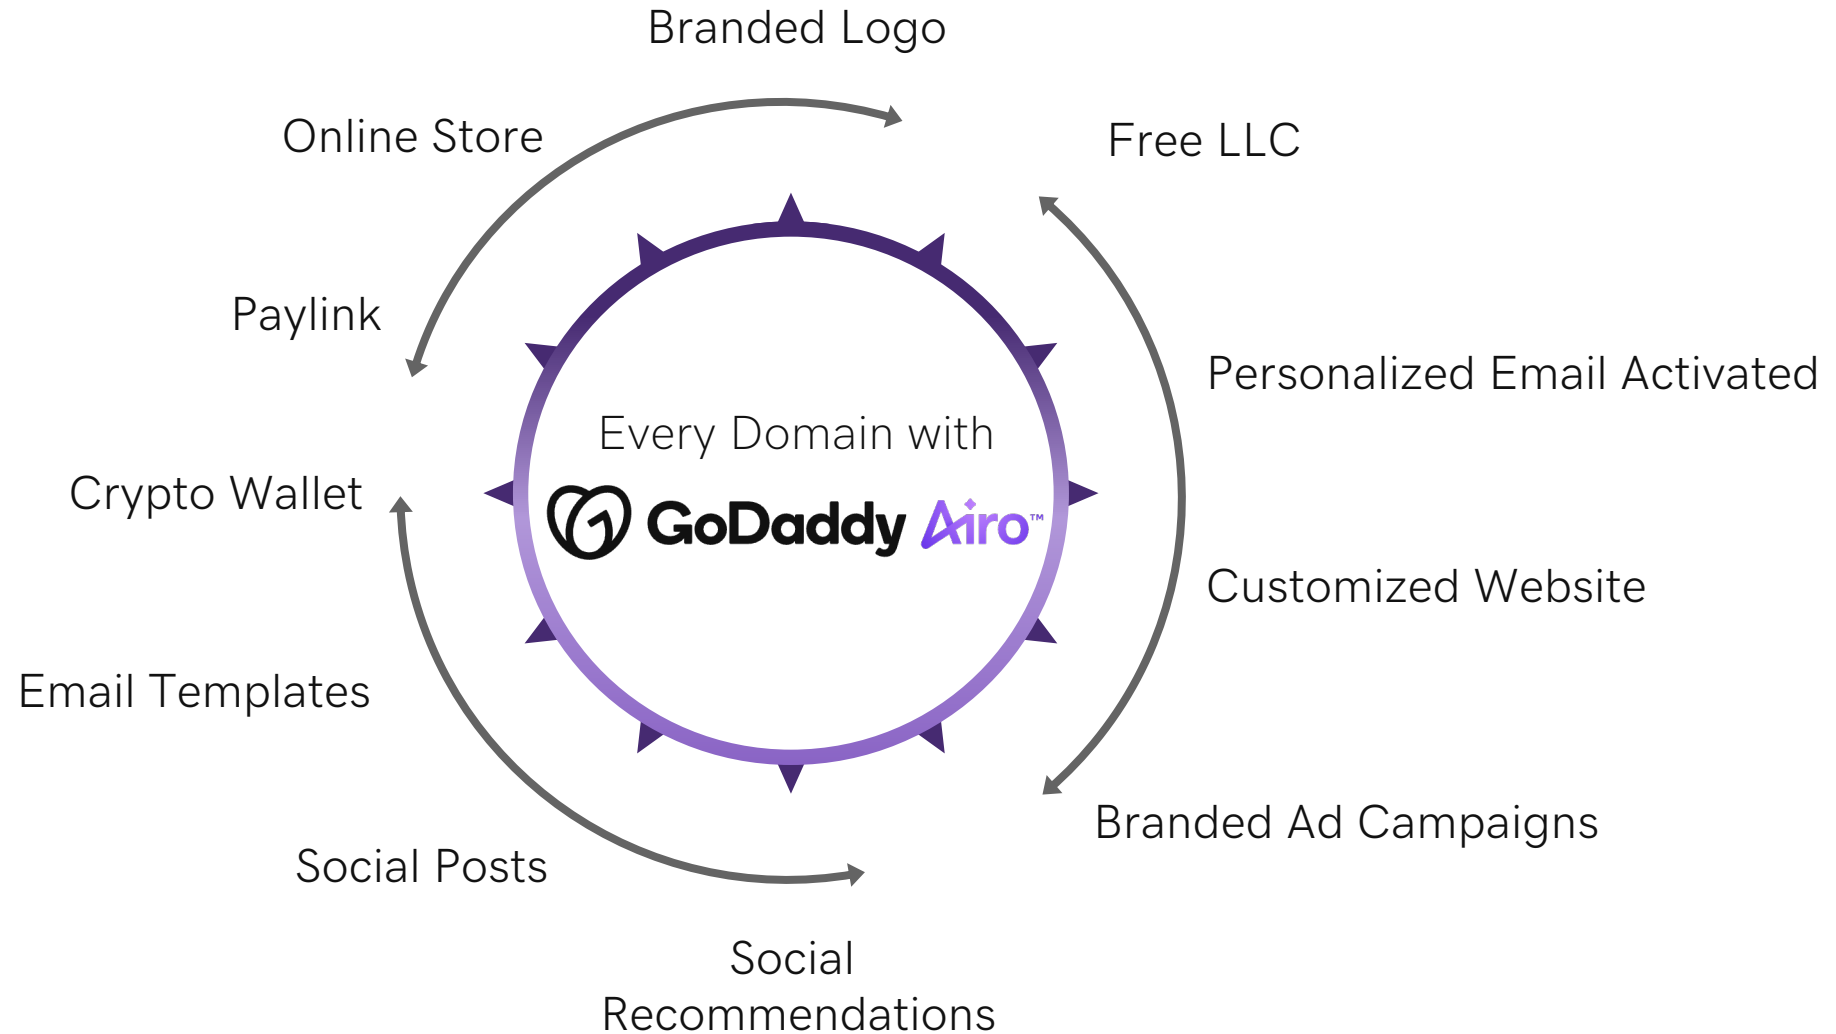 Branded Logo
Online Store
Free LLC
Paylink
Personalized Email Activated
Every Domain with
Crypto Wallet
GoDaddy Airo™
Customized Website
Email Templates
Branded Ad Campaigns
Social Posts
Social
Recommendations